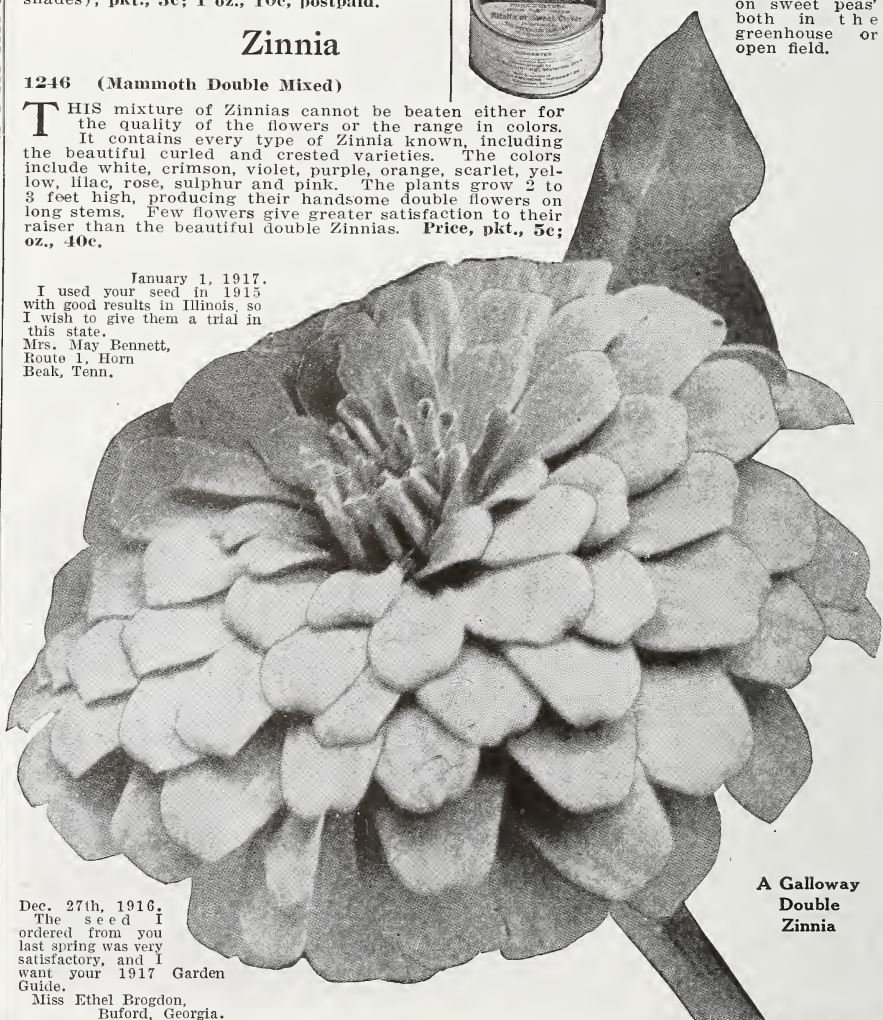 shades), pkt., 5c; 1 oz., 10c, postpaid.
Zinnia
1246 (Mammoth Double Mixed)
THIS mixture of Zinnias cannot be beaten either for
the quality of the flowers or the range in colors.
It contains every type of Zinnia known, including
the beautiful curled and crested varieties. The colors
include white, crimson, violet, purple, orange, scarlet, yel-
low, lilac, rose, sulphur and pink. The plants grow 2 to
3 feet high, producing their handsome double flowers on
long stems. Few flowers give greater satisfaction to their
raiser than the beautiful double Zinnias. Price, pkt., 5c;
oz., 40c.
January 1, 1917.
I used your seed in 1915
with good results in Illinois, so
I wish to give them a trial in
this state.
Mrs. May Bennett,
Route 1, Horn
Beak, Tenn.
Alfalfa or Sweet Clover
on sweet peas'
both in the
greenhouse or
open field.
Dec. 27th, 1916.
The seed I
ordered from you
last spring was very
satisfactory, and I
want your 1917 Garden
Guide.
Miss Ethel Brogdon,
Buford, Georgia.
A Galloway
Double
Zinnia